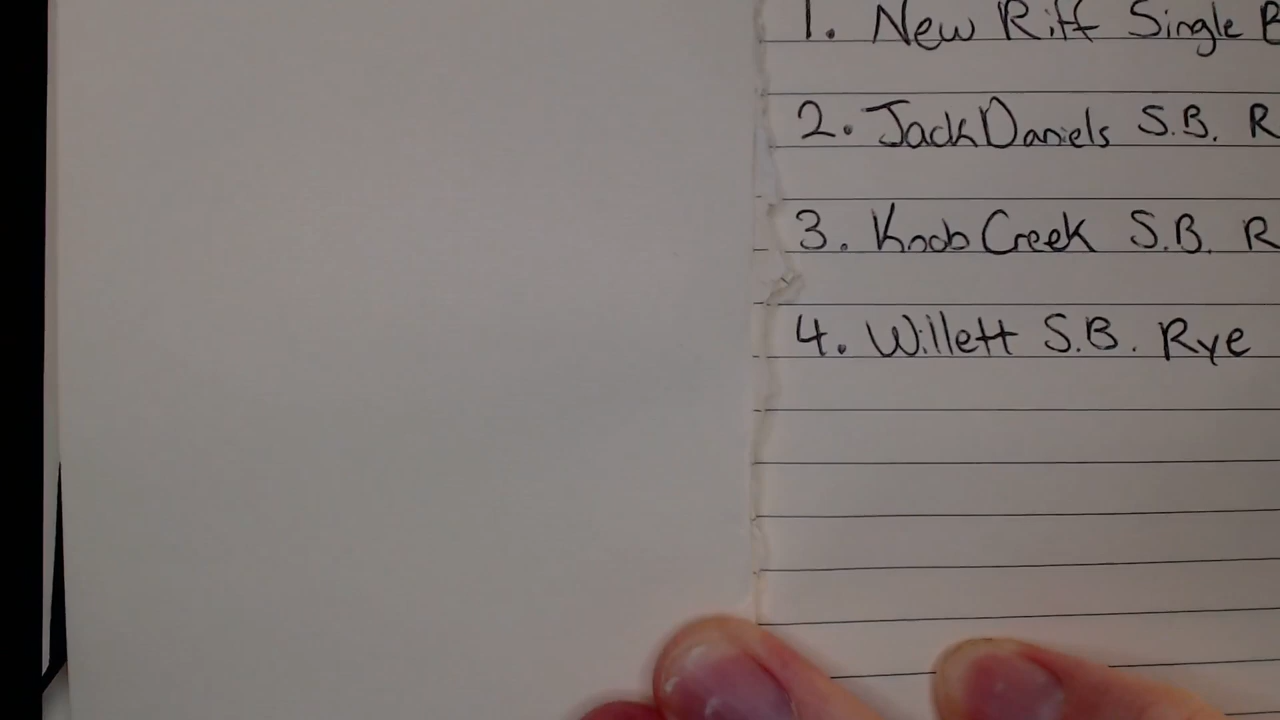 1. New Riff Single B
2. Jack Daniels S.B. R
3. Knob Creek S.B. R
4. Willett S.B. Rye